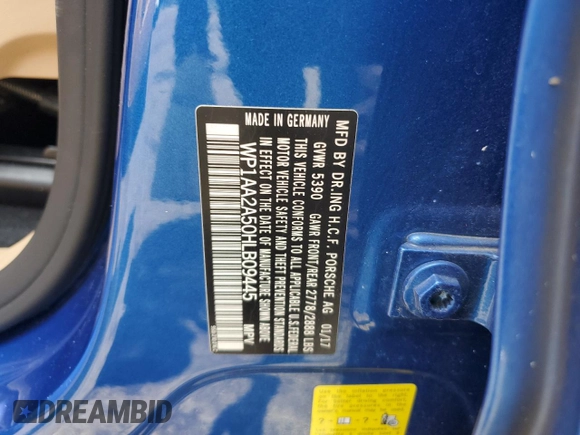 MFD BY DR.ING H.C.F. PORSCHE AG 01/17
GVWR 5390 GAWR FRONT/REAR 2778/2888 LBS
THIS VEHICLE CONFORMS TO ALL APPLICABLE U.S.FEDERAL
MOTOR VEHICLE SAFETY AND THEFT PREVENTION STANDARDS
IN EFFECT ON THE DATE OF MANUFACTURE SHOWN ABOVE
WP1AA2A50HLB09445 MPV
MADE IN GERMANY
DREAMBID